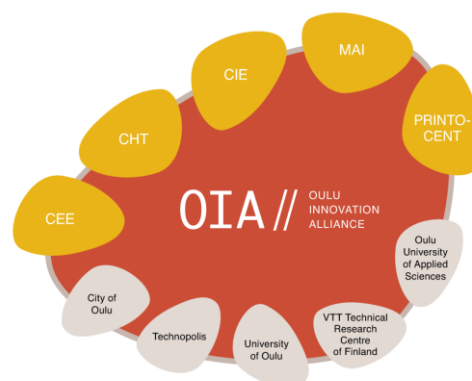 MAI
CIE
PRINTO-
CENT
CHT
CEE
OIA//
OULU
INNOVATION
ALLIANCE
Oulu
University
of Applied
Sciences
City of
Oulu
Technopolis
University
of Oulu
VTT Technical
Research
Centre
of Finland